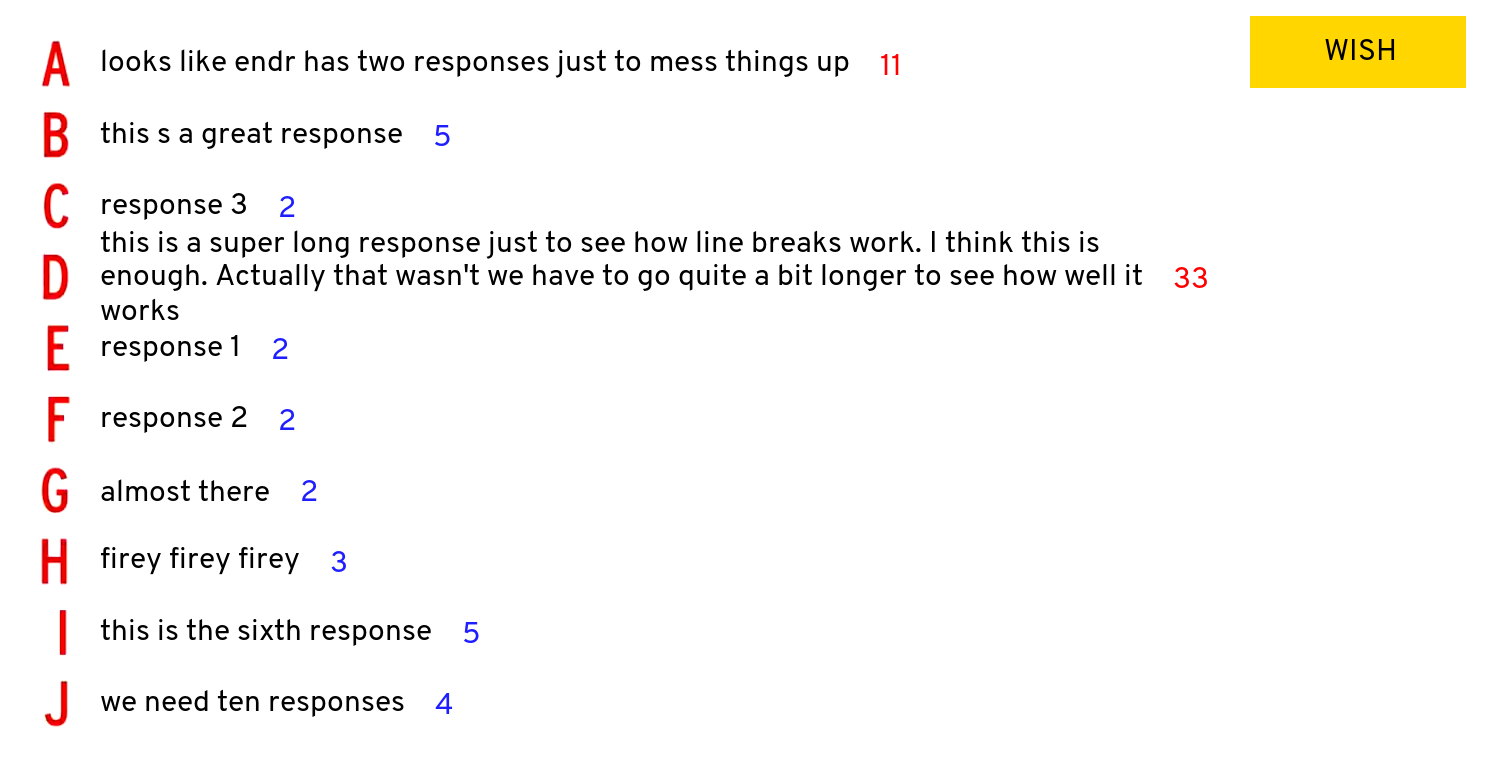 A looks like endr has two responses just to mess things up 11
WISH
B this s a great response 5
C response 3 2
this is a super long response just to see how line breaks work. I think this is
D enough. Actually that wasn't we have to go quite a bit longer to see how well it 33
works
E response 1 2
F response 2 2
G almost there 2
H firey firey firey 3
I this is the sixth response 5
J we need ten responses 4